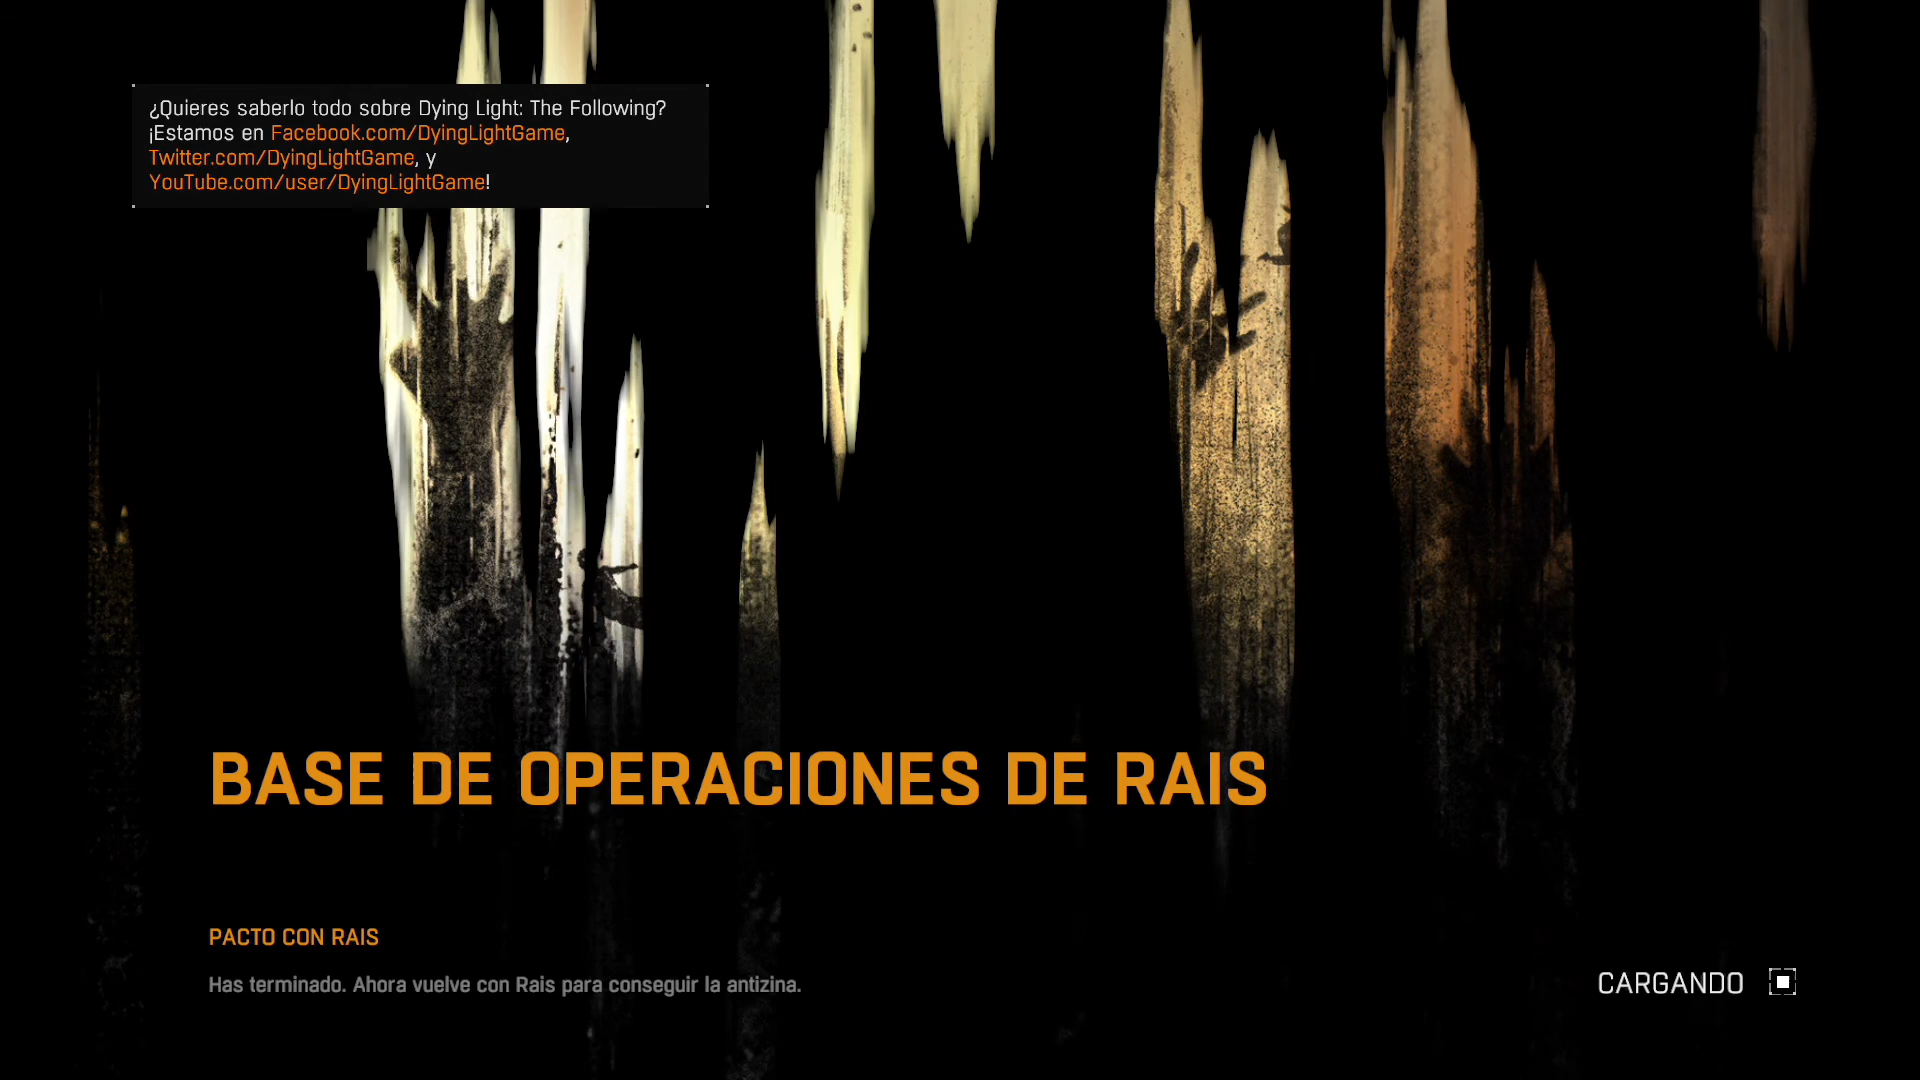 ¿Quieres saberlo todo sobre Dying Light: The Following?
¡Estamos en Facebook.com/DyingLightGame,
Twitter.com/DyingLightGame, y
YouTube.com/user/DyingLightGame!
BASE DE OPERACIONES DE RAIS
PACTO CON RAIS
Has terminado. Ahora vuelve con Rais para conseguir la antizina.
CARGANDO